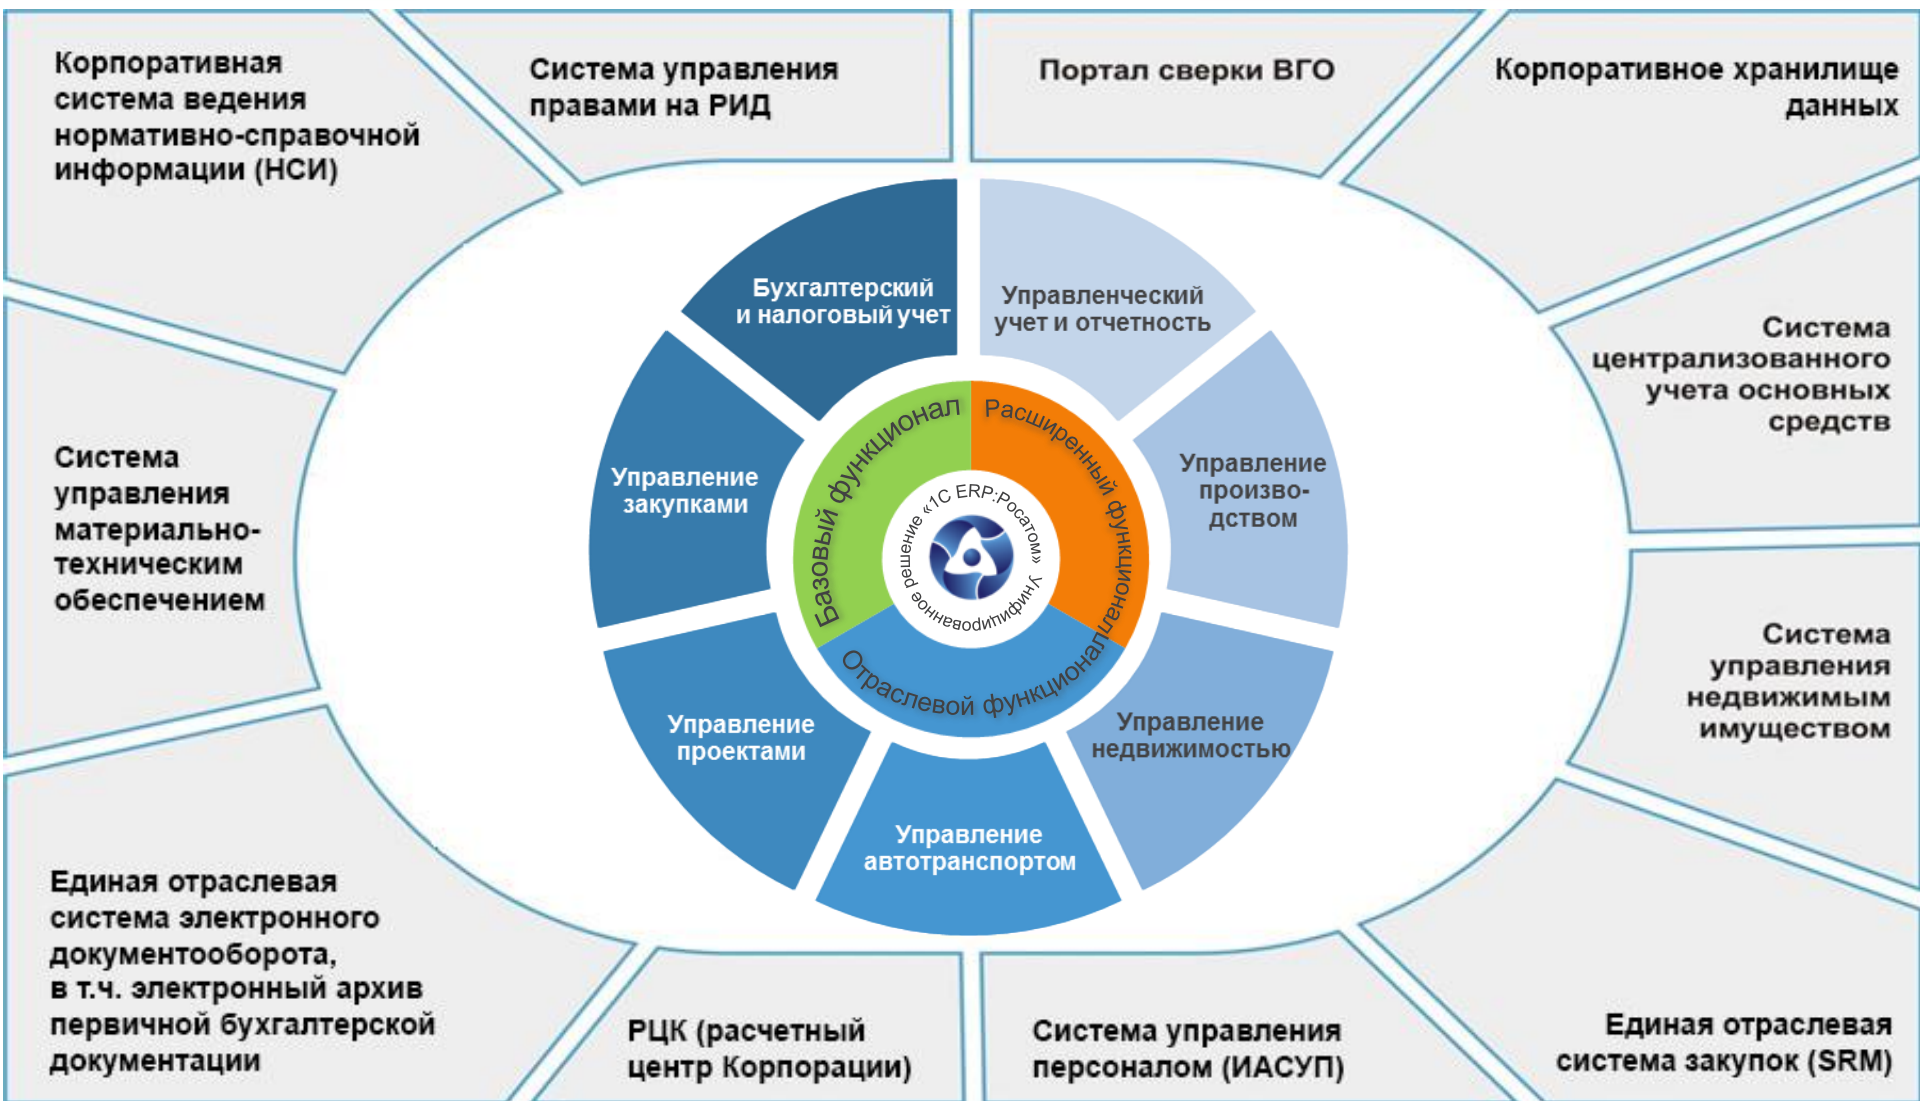 Корпоративная
система ведения
нормативно-справочной
информации (НСИ)
Система управления
правами на РИД
Портал сверки ВГО
Корпоративное хранилище
данных
Система
централизованного
учета основных
средств
Система
управления
недвижимым
имуществом
Единая отраслевая
система закупок (SRM)
Система управления
персоналом (ИАСУП)
РЦК (расчетный
центр Корпорации)
Единая отраслевая
система электронного
документооборота,
в т.ч. электронный архив
первичной бухгалтерской
документации
Система
управления
материально-
техническим
обеспечением
Бухгалтерский
и налоговый учет
Управленческий
учет и отчетность
Управление
произво-
дством
Управление
недвижимостью
Управление
автотранспортом
Управление
проектами
Управление
закупками
Базовый функционал
Расширенный функционал
Отраслевой функционал
Унифицированное решение «1С ERP:Росатом»